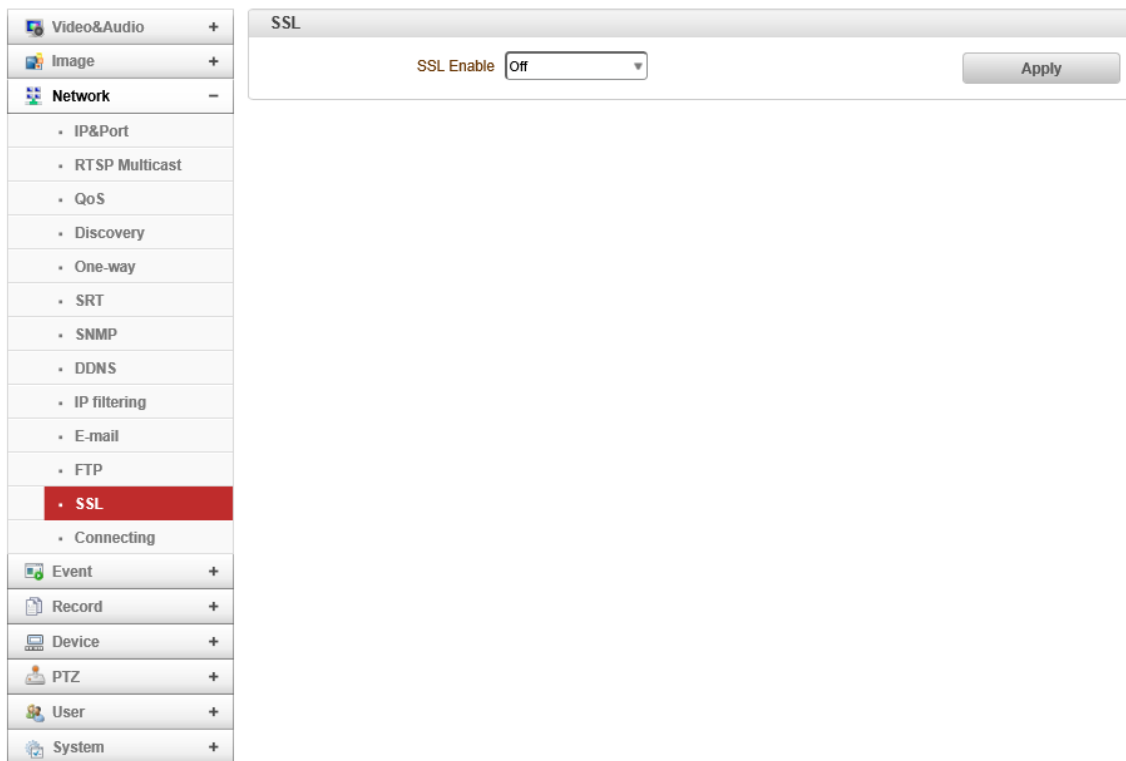 Video&Audio +
Image +
Network −
IP&Port
RTSP Multicast
QoS
Discovery
One-way
SRT
SNMP
DDNS
IP filtering
E-mail
FTP
SSL
Connecting
Event +
Record +
Device +
PTZ +
User +
System +
SSL
SSL Enable Off Apply